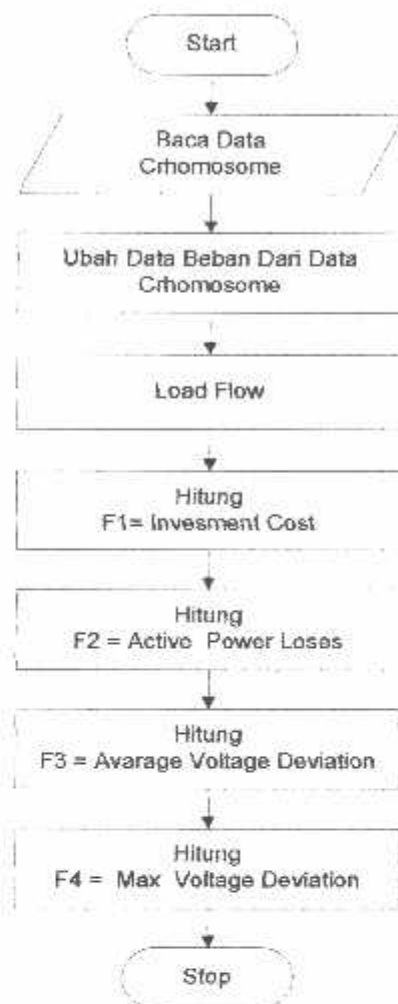 Start
Baca Data
Crhomosome
Ubah Data Beban Dari Data
Crhomosome
Load Flow
Hitung
F1= Invesment Cost
Hitung
F2 = Active Power Loses
Hitung
F3 = Avarage Voltage Deviation
Hitung
F4 = Max Voltage Deviation
Stop